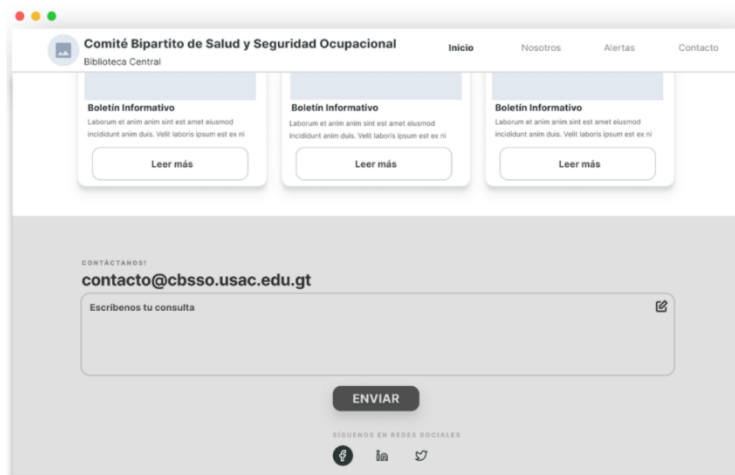 Comité Bipartito de Salud y Seguridad Ocupacional
Biblioteca Central
Inicio
Nosotros
Alertas
Contacto
Boletín Informativo
Laborum et anim anim sint est amet eiusmod
incididunt anim duis. Velit laboris ipsum est ex ni
Leer más
Boletín Informativo
Laborum et anim anim sint est amet eiusmod
incididunt anim duis. Velit laboris ipsum est ex ni
Leer más
Boletín Informativo
Laborum et anim anim sint est amet eiusmod
incididunt anim duis. Velit laboris ipsum est ex ni
Leer más
CONTÁCTANOS!
contacto@cbsso.usac.edu.gt
Escríbenos tu consulta
ENVIAR
SÍGUENOS EN REDES SOCIALES